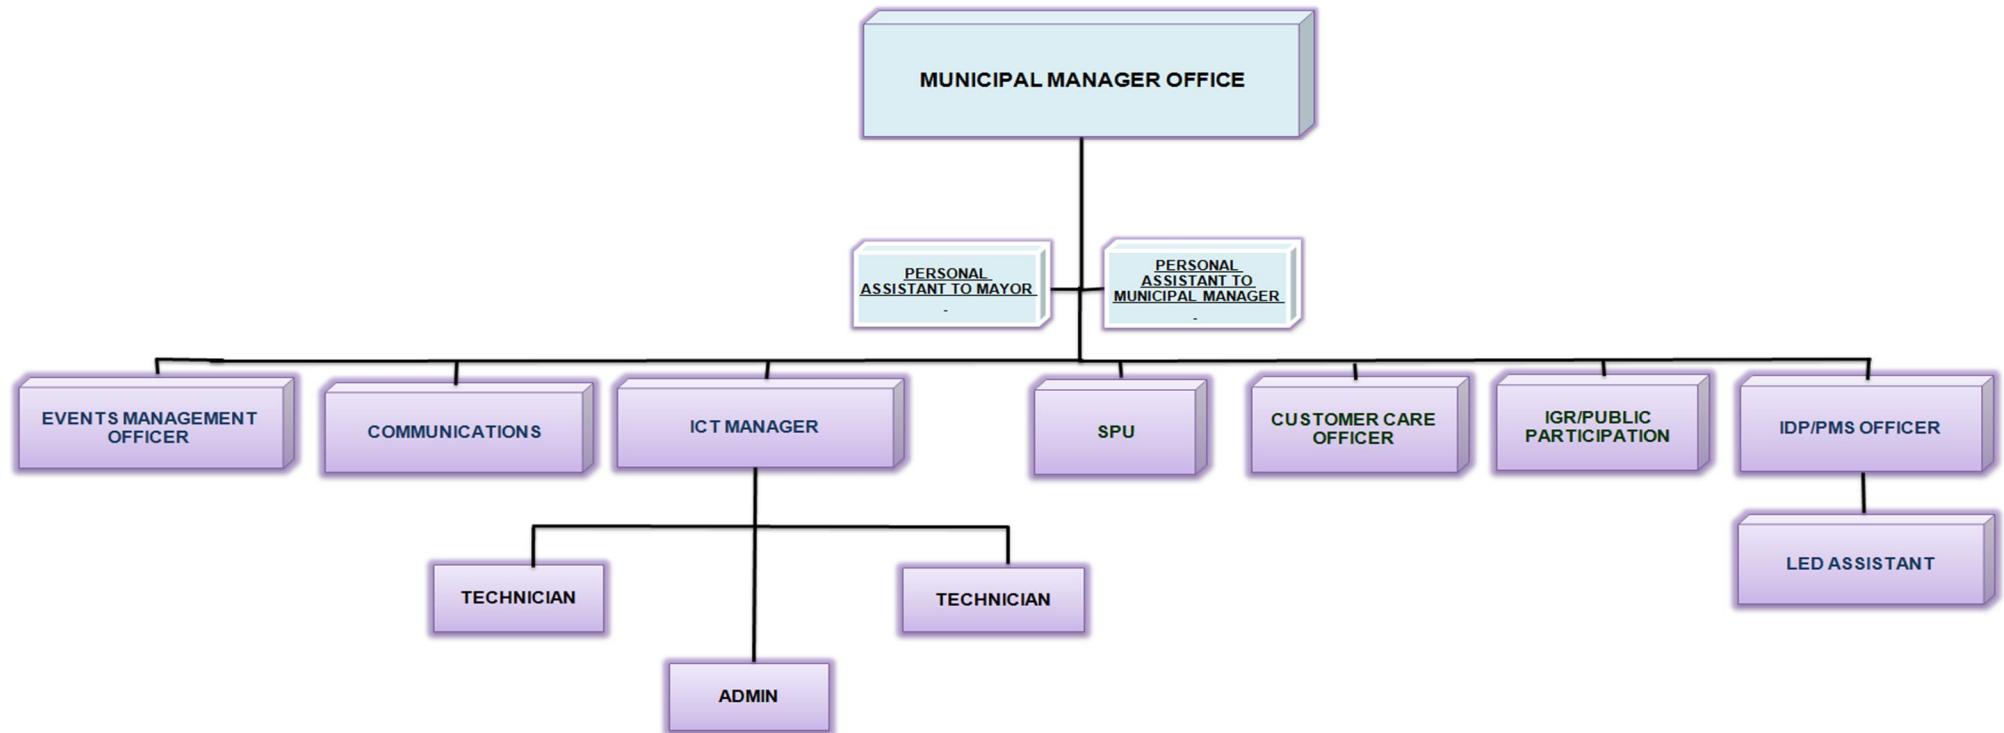 MUNICIPAL MANAGER OFFICE
PERSONAL
ASSISTANT TO MAYOR
-
PERSONAL
ASSISTANT TO
MUNICIPAL MANAGER
-
EVENTS MANAGEMENT
OFFICER
COMMUNICATIONS
ICT MANAGER
SPU
CUSTOMER CARE
OFFICER
IGR/PUBLIC
PARTICIPATION
IDP/PMS OFFICER
TECHNICIAN
TECHNICIAN
LED ASSISTANT
ADMIN